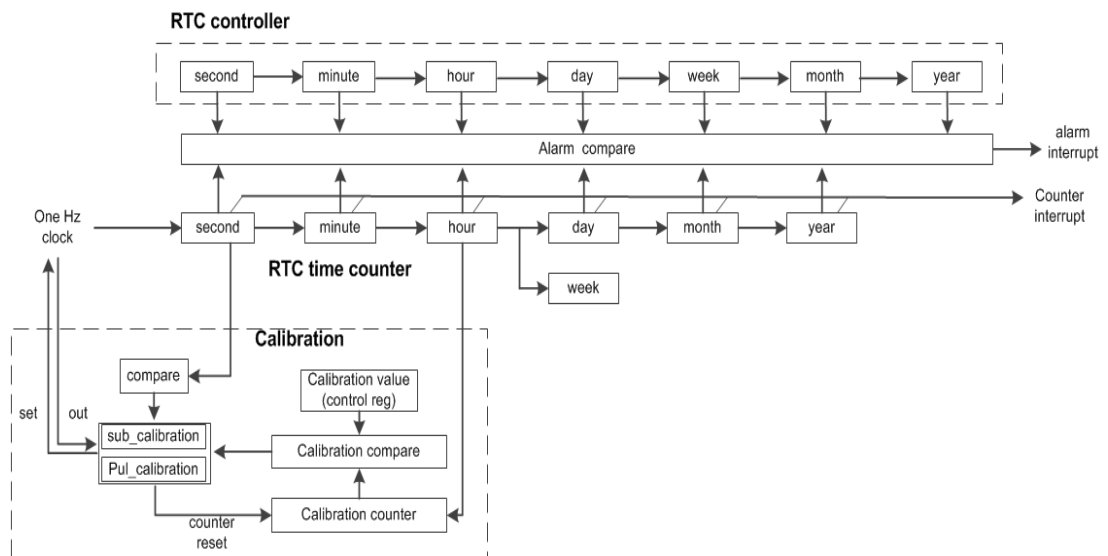 RTC controller
second
minute
hour
day
week
month
year
Alarm compare
alarm
interrupt
One Hz
clock
second
minute
hour
day
month
year
Counter
interrupt
RTC time counter
week
Calibration
compare
Calibration value
(control reg)
set
out
sub_calibration
Calibration compare
Pul_calibration
Calibration counter
counter
reset